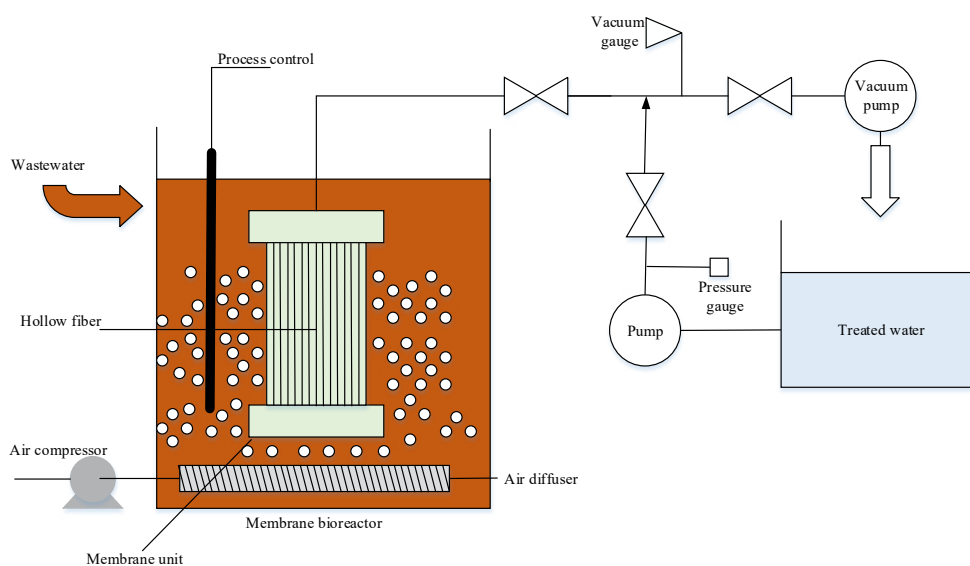 Vacuum
gauge
Process control
Vacuum
pump
Wastewater
Pressure
gauge
Hollow fiber
Pump
Treated water
Air compressor
Air diffuser
Membrane bioreactor
Membrane unit